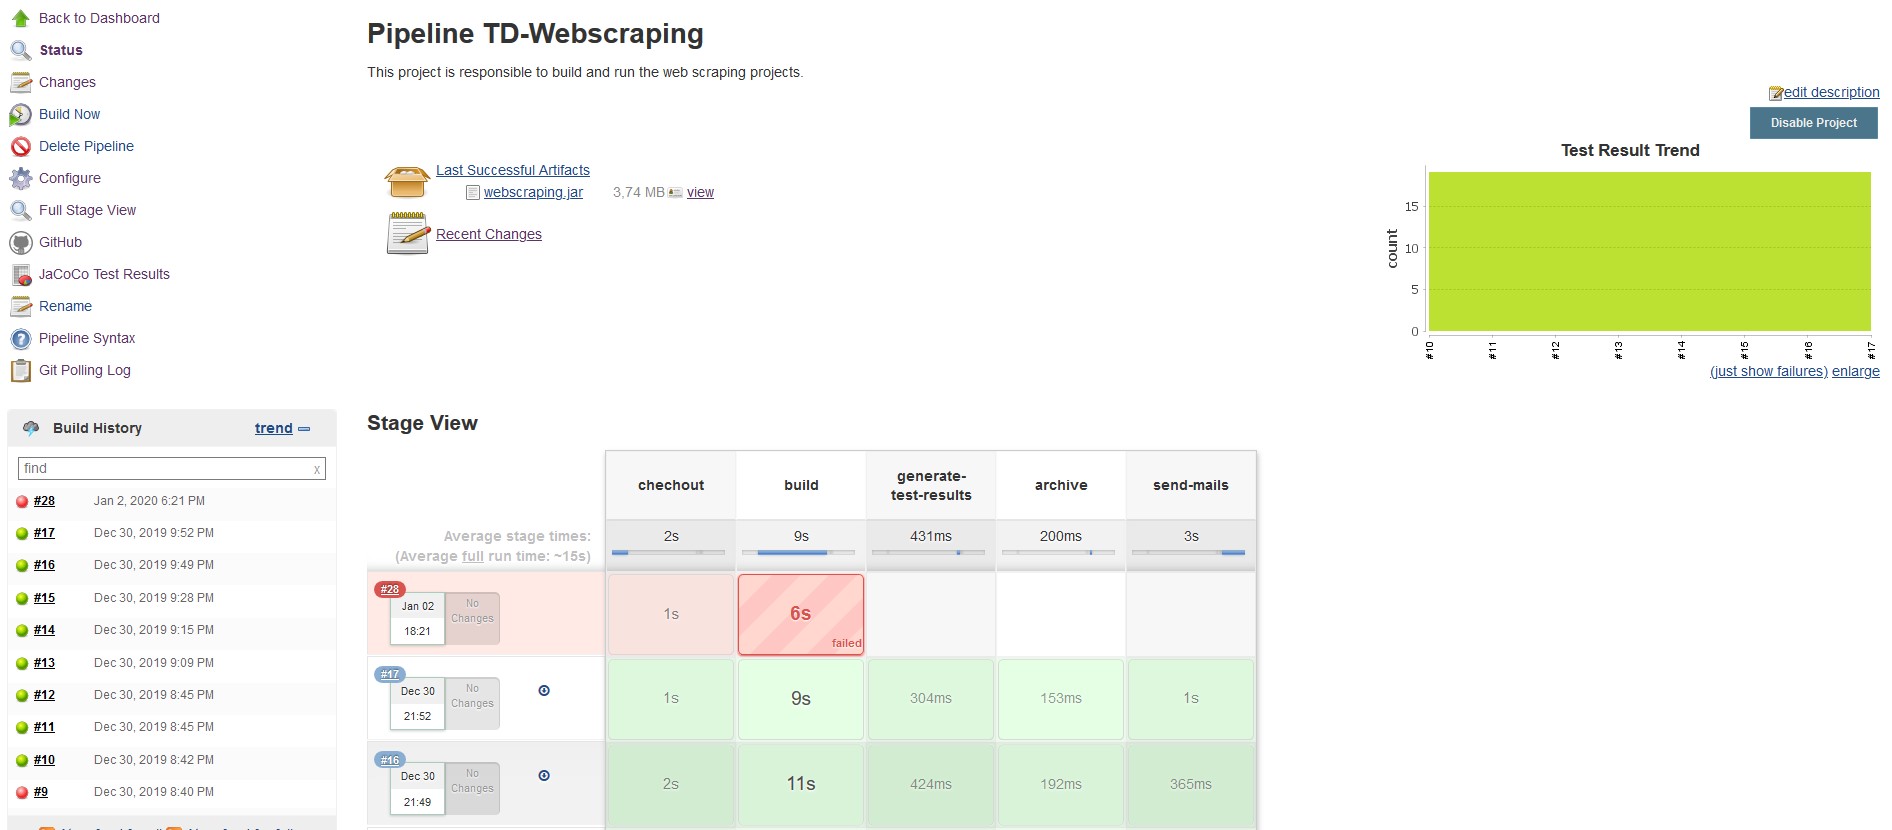 Back to Dashboard
Status
Changes
Build Now
Delete Pipeline
Configure
Full Stage View
GitHub
JaCoCo Test Results
Rename
Pipeline Syntax
Git Polling Log
Build History
trend
find
x
#28 Jan 2, 2020 6:21 PM
#17 Dec 30, 2019 9:52 PM
#16 Dec 30, 2019 9:49 PM
#15 Dec 30, 2019 9:28 PM
#14 Dec 30, 2019 9:15 PM
#13 Dec 30, 2019 9:09 PM
#12 Dec 30, 2019 8:45 PM
#11 Dec 30, 2019 8:45 PM
#10 Dec 30, 2019 8:42 PM
#9 Dec 30, 2019 8:40 PM
Pipeline TD-Webscraping
This project is responsible to build and run the web scraping projects.
edit description
Disable Project
Last Successful Artifacts
webscraping.jar 3,74 MB view
Recent Changes
Test Result Trend
count
15
10
5
0
#10 #11 #12 #13 #14 #15 #16 #17
(just show failures) enlarge
Stage View
chechout build generate-test-results archive send-mails
Average stage times:
(Average full run time: ~15s)
2s 9s 431ms 200ms 3s
#28
Jan 02
18:21
No Changes
1s
6s
failed
#17
Dec 30
21:52
No Changes
1s 9s 304ms 153ms 1s
#16
Dec 30
21:49
No Changes
2s 11s 424ms 192ms 365ms